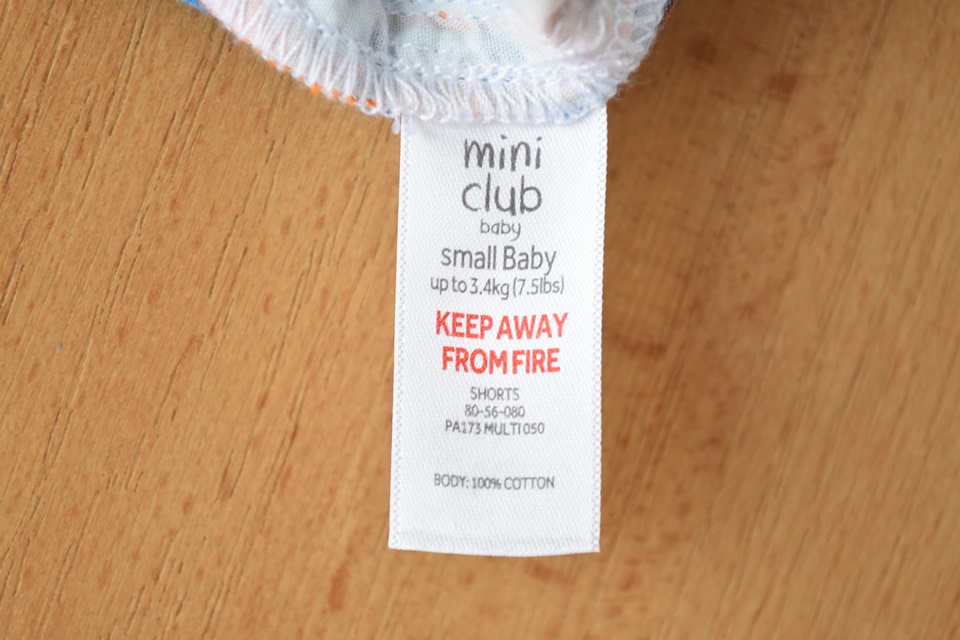 mini
club
baby
small Baby
up to 3.4kg (7.5lbs)
KEEP AWAY
FROM FIRE
SHORTS
80-56-080
PA173 MULTI 050
BODY: 100% COTTON